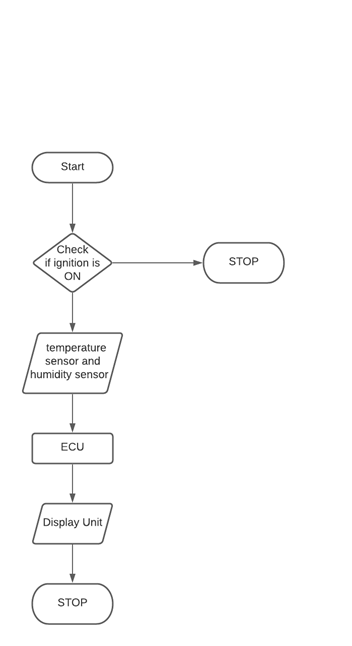 Start
Check
if ignition is
ON
STOP
temperature
sensor and
humidity sensor
ECU
Display Unit
STOP